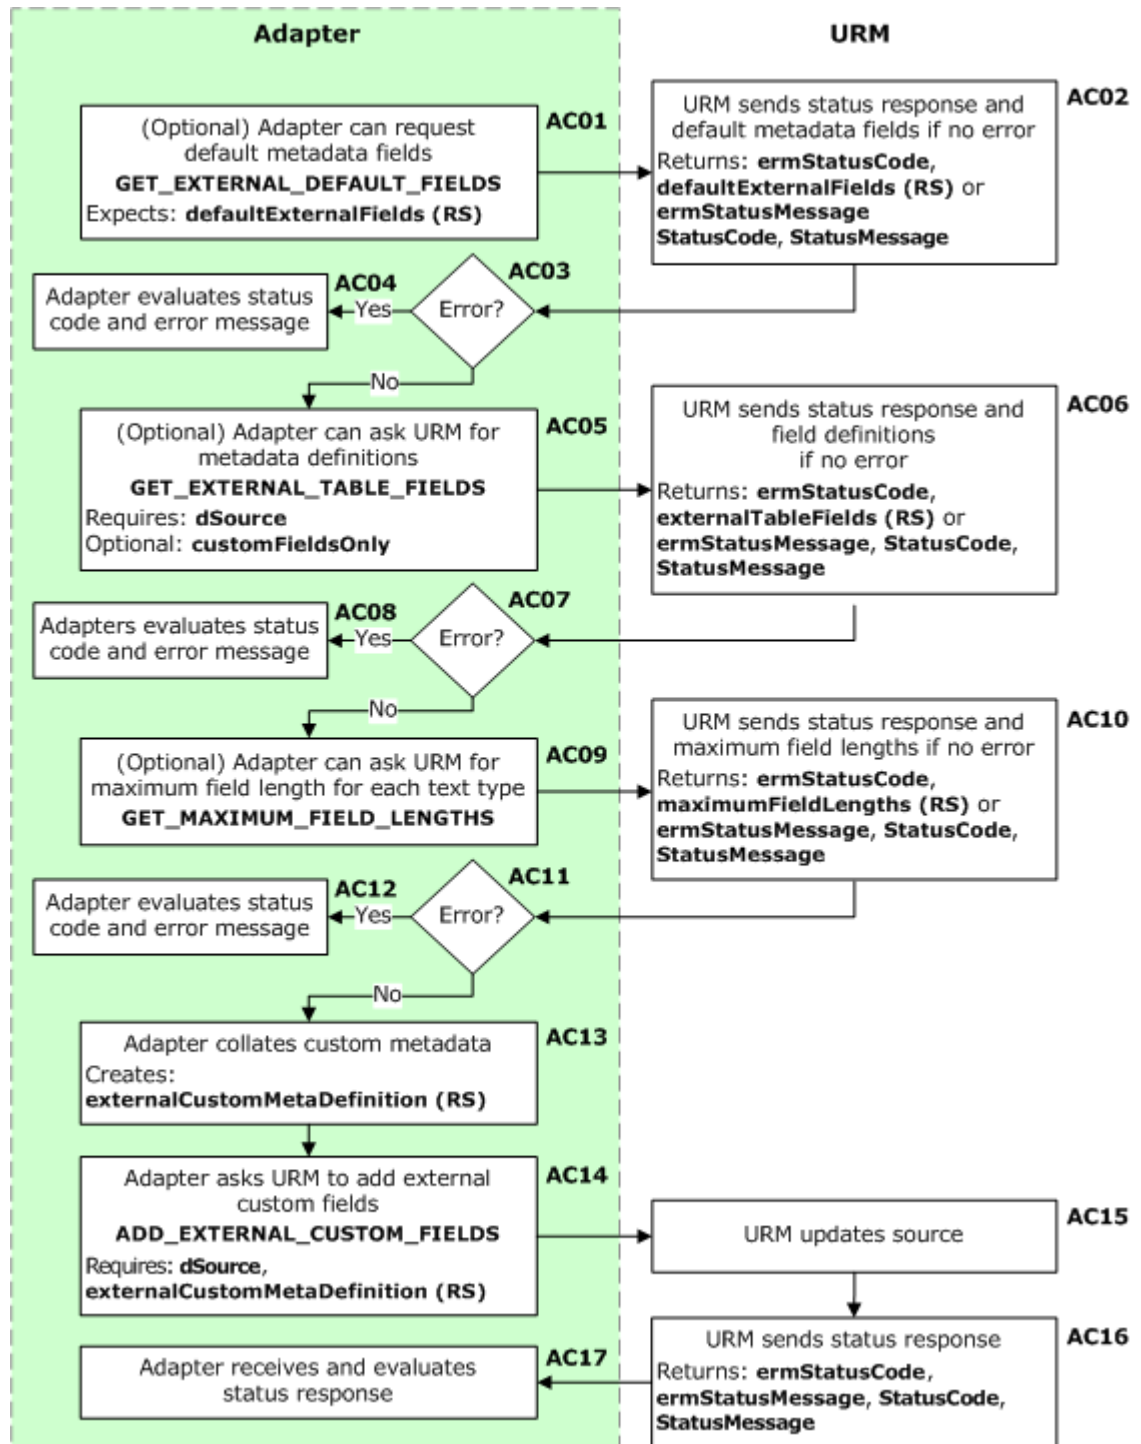 Adapter
URM
(Optional) Adapter can request
default metadata fields
GET_EXTERNAL_DEFAULT_FIELDS
Expects: defaultExternalFields (RS)
AC01
URM sends status response and
default metadata fields if no error
Returns: ermStatusCode,
defaultExternalFields (RS) or
ermStatusMessage
StatusCode, StatusMessage
AC02
Error?
AC03
Yes
Adapter evaluates status
code and error message
AC04
No
(Optional) Adapter can ask URM for
metadata definitions
GET_EXTERNAL_TABLE_FIELDS
Requires: dSource
Optional: customFieldsOnly
AC05
URM sends status response and
field definitions
if no error
Returns: ermStatusCode,
externalTableFields (RS) or
ermStatusMessage, StatusCode,
StatusMessage
AC06
Error?
AC07
Yes
Adapters evaluates status
code and error message
AC08
No
(Optional) Adapter can ask URM for
maximum field length for each text type
GET_MAXIMUM_FIELD_LENGTHS
AC09
URM sends status response and
maximum field lengths if no error
Returns: ermStatusCode,
maximumFieldLengths (RS) or
ermStatusMessage, StatusCode,
StatusMessage
AC10
Error?
AC11
Yes
Adapter evaluates status
code and error message
AC12
No
Adapter collates custom metadata
Creates:
externalCustomMetaDefinition (RS)
AC13
Adapter asks URM to add external
custom fields
ADD_EXTERNAL_CUSTOM_FIELDS
Requires: dSource,
externalCustomMetaDefinition (RS)
AC14
URM updates source
AC15
URM sends status response
Returns: ermStatusCode,
ermStatusMessage, StatusCode,
StatusMessage
AC16
Adapter receives and evaluates
status response
AC17